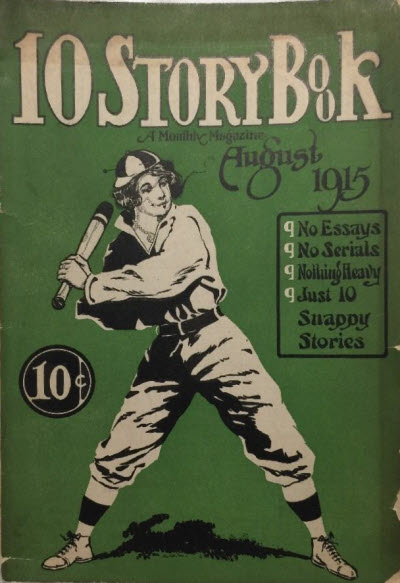 10 STORY BOOK
A Monthly Magazine
August
1915
¶ No Essays
¶ No Serials
¶ Nothing Heavy
¶ Just 10
Snappy
Stories
10¢